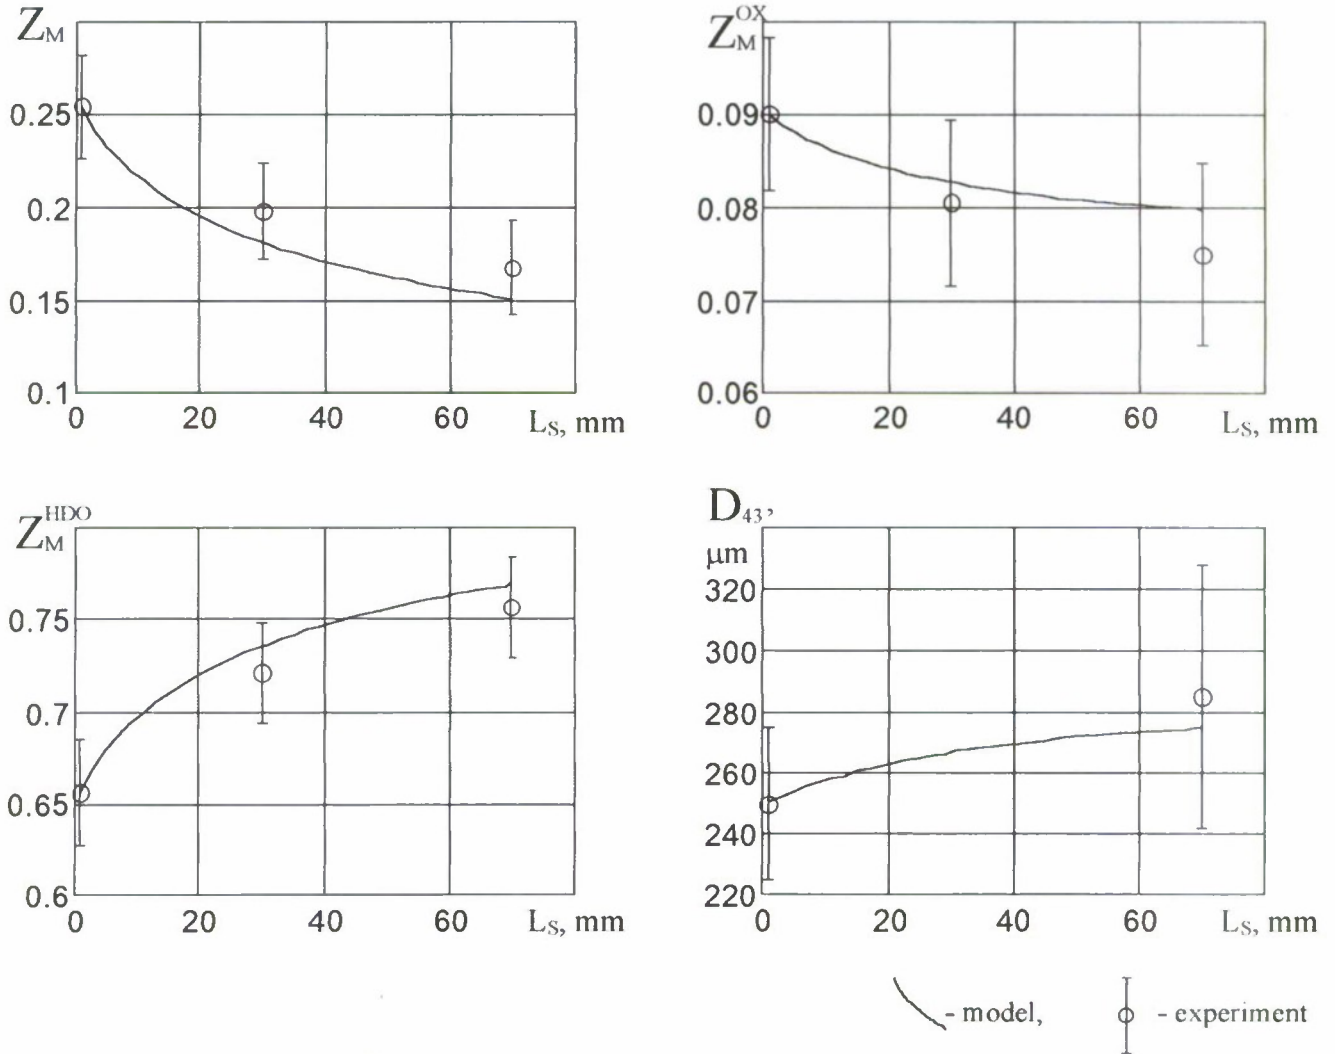 Z_M
0.25
0.2
0.15
0.1
0 20 40 60 L_S, mm
Z_M^OX
0.09
0.08
0.07
0.06
0 20 40 60 L_S, mm
Z_M^HDO
0.75
0.7
0.65
0.6
0 20 40 60 L_S, mm
D_43,
μm
320
300
280
260
240
220
0 20 40 60 L_S, mm
- model, - experiment